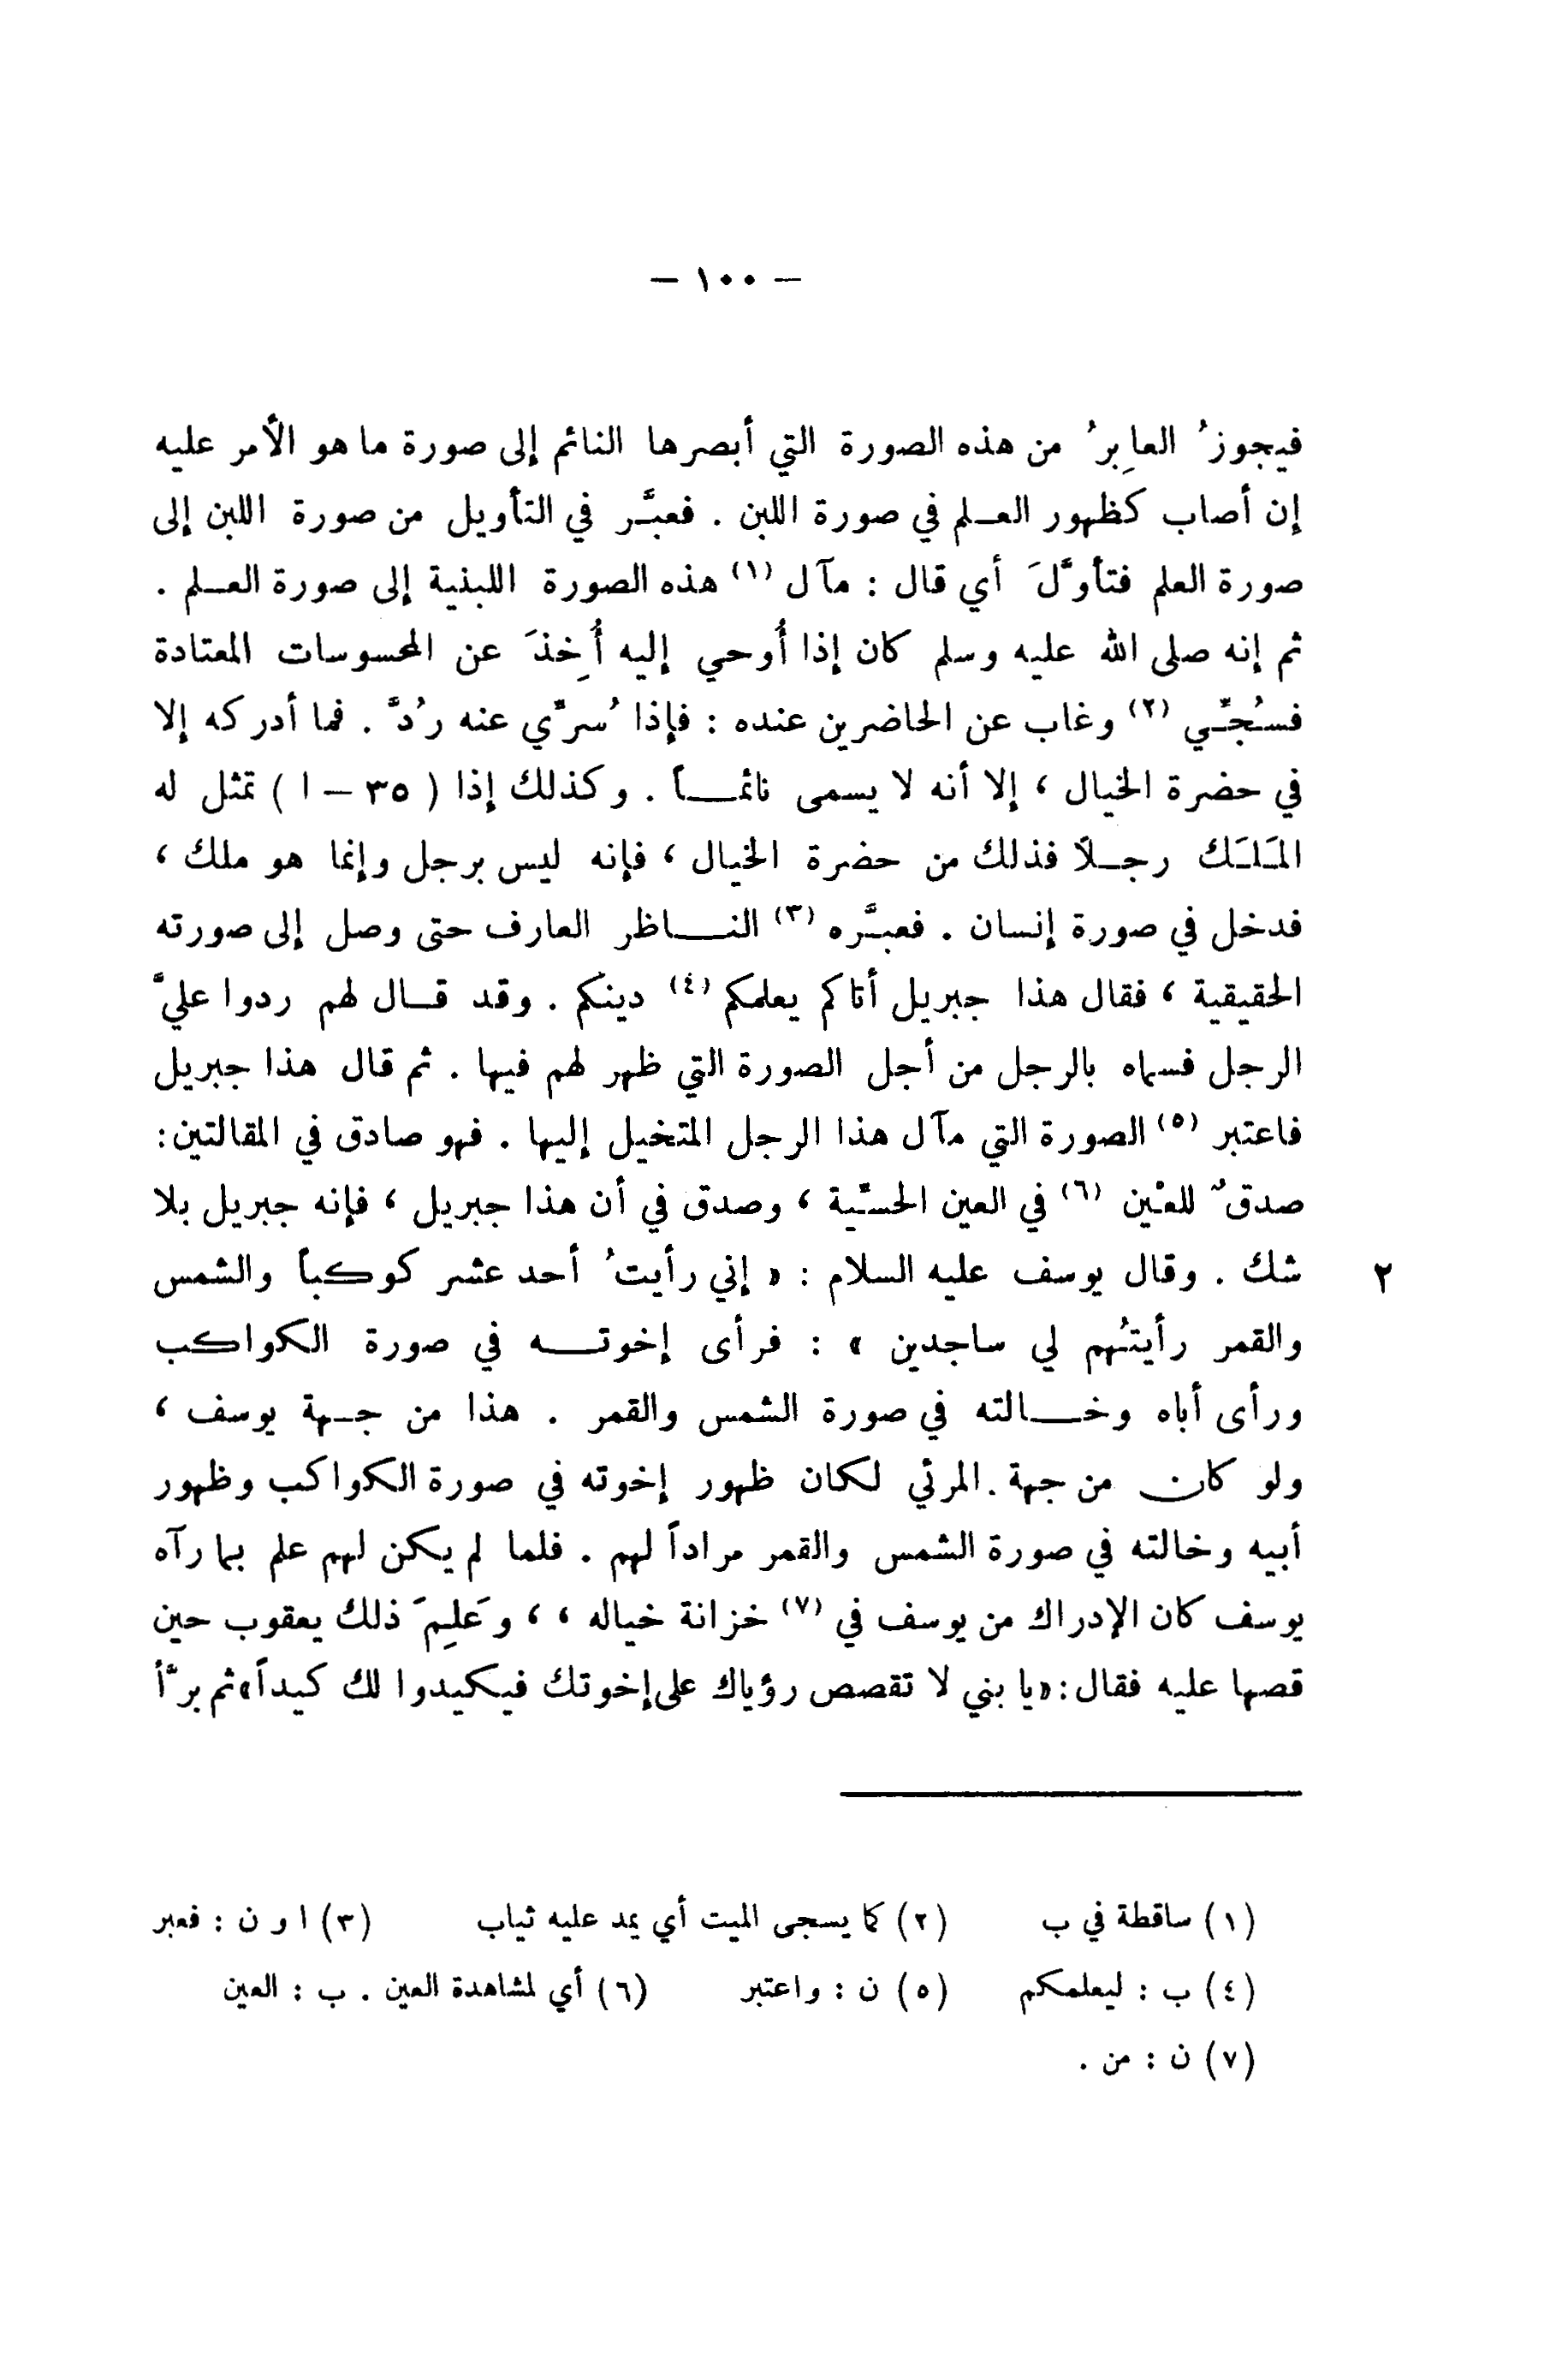 — ١٠٠ —
فيجوزُ العابِرُ من هذه الصورة التي أبصرها النائم إلى صورة ما هو الأمر عليه
إن أصاب كظهور العلم في صورة اللبن . فعبَّر في التأويل من صورة اللبن إلى
صورة العلم فتأوَّلَ أي قال : مآل (١) هذه الصورة اللبنية إلى صورة العلم .
ثم إنه صلى الله عليه وسلم كان إذا أُوحي إليه أُخِذَ عن المحسوسات المعتادة
فسُجِّي (٢) وغاب عن الحاضرين عنده : فإذا سُرِّي عنه رُدَّ . فما أدركه إلا
في حضرة الخيال ، إلا أنه لا يسمى نائماً . وكذلك إذا ( ٣٥ – ا ) تمثل له
المَلَك رجلاً فذلك من حضرة الخيال ، فإنه ليس برجل وإنما هو ملك ،
فدخل في صورة إنسان . فعبَّره (٣) الناظر العارف حتى وصل إلى صورته
الحقيقية ، فقال هذا جبريل أتاكم يعلمكم (٤) دينكم . وقد قال لهم ردوا عليَّ
الرجل فسماه بالرجل من أجل الصورة التي ظهر لهم فيها . ثم قال هذا جبريل
فاعتبر (٥) الصورة التي مآل هذا الرجل المتخيل إليها . فهو صادق في المقالتين:
صدقٌ للعْين (٦) في العين الحسِّية ، وصدق في أن هذا جبريل ، فإنه جبريل بلا
٢ شك . وقال يوسف عليه السلام : « إني رأيتُ أحد عشر كوكباً والشمس
والقمر رأيتُهم لي ساجدين » : فرأى إخوته في صورة الكواكب
ورأى أباه وخالته في صورة الشمس والقمر . هذا من جهة يوسف ،
ولو كان من جهة .المرئي لكان ظهور إخوته في صورة الكواكب وظهور
أبيه وخالته في صورة الشمس والقمر مراداً لهم . فلما لم يكن لهم علم بما رآه
يوسف كان الإدراك من يوسف في (٧) خزانة خياله ، ، وعَلِمَ ذلك يعقوب حين
قصها عليه فقال:«يا بني لا تقصص رؤياك على إخوتك فيكيدوا لك كيداً»ثم برَّأ
(١) ساقطة في ب (٢) كما يسجى الميت أي يمد عليه ثياب (٣) ا و ن : فعبر
(٤) ب : ليعلمكم (٥) ن : واعتبر (٦) أي لمشاهدة العين . ب : العين
(٧) ن : من .